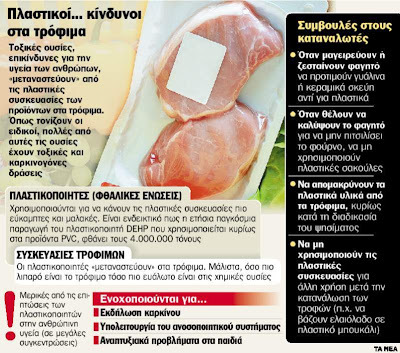 Πλαστικοί... κίνδυνοι
στα τρόφιμα
Τοξικές ουσίες,
επικίνδυνες για την
υγεία των ανθρώπων,
«μεταναστεύουν» από
τις πλαστικές
συσκευασίες των
προϊόντων στα τρόφιμα.
Όπως τονίζουν οι
ειδικοί, πολλές από
αυτές τις ουσίες
έχουν τοξικές και
καρκινογόνες
δράσεις
ΠΛΑΣΤΙΚΟΠΟΙΗΤΕΣ (ΦΘΑΛΙΚΕΣ ΕΝΩΣΕΙΣ)
Χρησιμοποιούνται για να κάνουν τις πλαστικές συσκευασίες πιο
εύκαμπτες και μαλακές. Είναι ενδεικτικό πως η ετήσια παγκόσμια
παραγωγή του πλαστικοποιητή DEHP που χρησιμοποιείται κυρίως
στα προϊόντα PVC, φθάνει τους 4.000.000 τόνους
ΣΥΣΚΕΥΑΣΙΕΣ ΤΡΟΦΙΜΩΝ
Οι πλαστικοποιητές «μεταναστεύουν» στα τρόφιμα. Μάλιστα, όσο πιο
λιπαρό είναι το τρόφιμο τόσο πιο ευάλωτο είναι στις χημικές ουσίες
!
Μερικές από τις επι-
πτώσεις των
πλαστικοποιητών
στην ανθρώπινη
υγεία (σε μεγάλες
συγκεντρώσεις)
Ενοχοποιούνται για...
Εκδήλωση καρκίνου
Υπολειτουργία του ανοσοποιητικού συστήματος
Αναπτυξιακά προβλήματα στα παιδιά
Συμβουλές στους
καταναλωτές
Όταν μαγειρεύουν ή
ζεσταίνουν φαγητό
να προτιμούν γυάλινα
ή κεραμικά σκεύη
αντί για πλαστικά
Όταν θέλουν να
καλύψουν το φαγητό
για να μην πιτσιλίσει
το φούρνο, να μη
χρησιμοποιούν
πλαστικές σακούλες
Να απομακρύνουν
τα πλαστικά υλικά από
τα τρόφιμα, κυρίως
κατά τη διαδικασία
του ψησίματος
Να μη
χρησιμοποιούν τις
πλαστικές
συσκευασίες για
άλλη χρήση μετά την
κατανάλωση των
τροφίμων (π.χ. να
βάζουν ελαιόλαδο σε
πλαστικό μπουκάλι)
ΤΑ ΝΕΑ